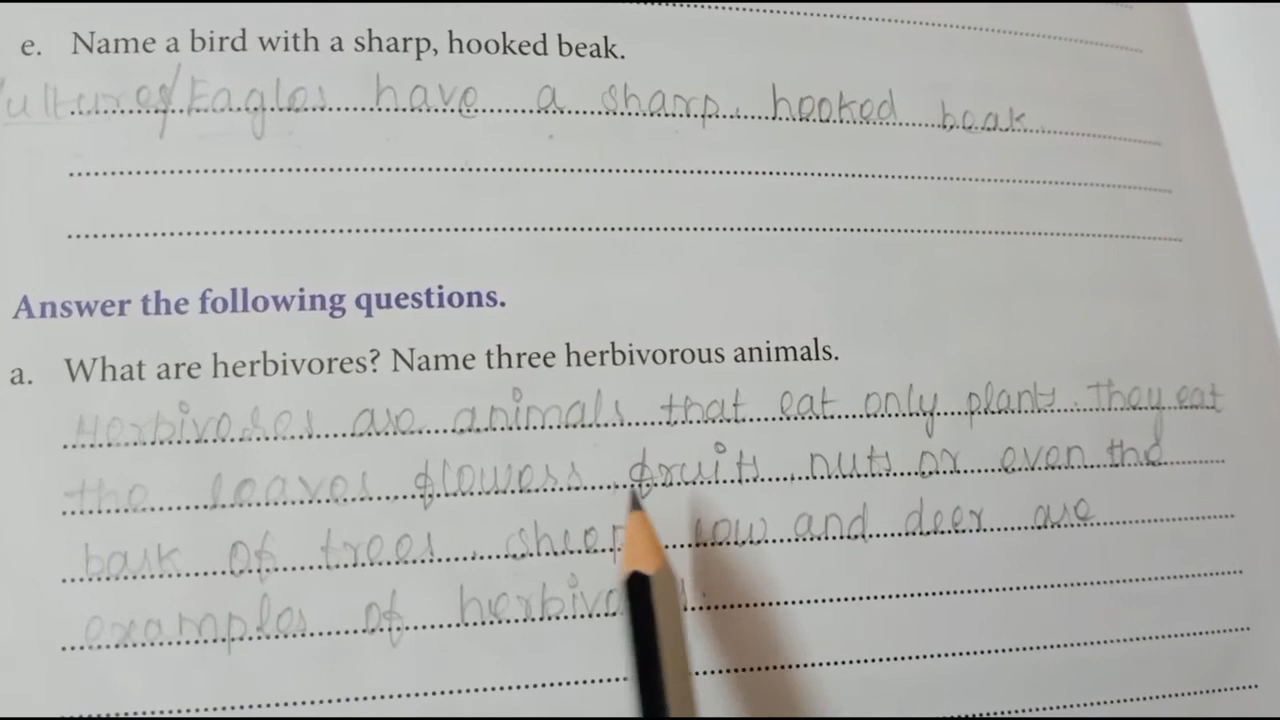 e. Name a bird with a sharp, hooked beak.
Vultures/Eagles have a sharp, hooked beak
Answer the following questions.
a. What are herbivores? Name three herbivorous animals.
Herbivores are animals that eat only plants. They eat
the leaves flowers, fruits, nuts or even the
bark of trees. Sheep cow and deer are
examples of